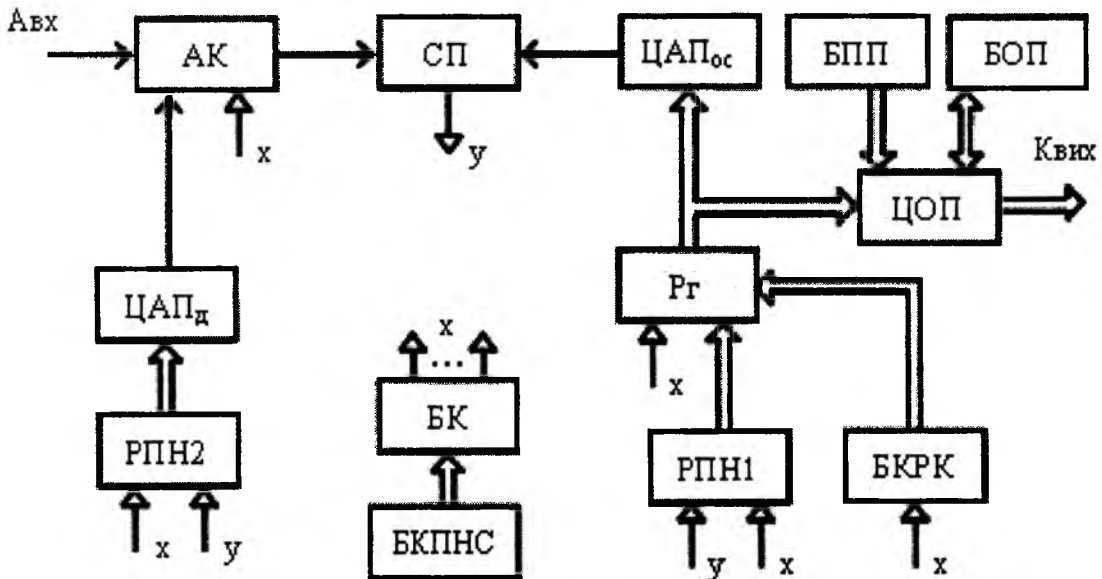 Авх
АК
СП
ЦАПос
БПП
БОП
x
y
Квих
ЦОП
ЦАПд
Рг
x
...
x
БК
РПН2
РПН1
БКРК
БКПНС
x
y
y
x
x